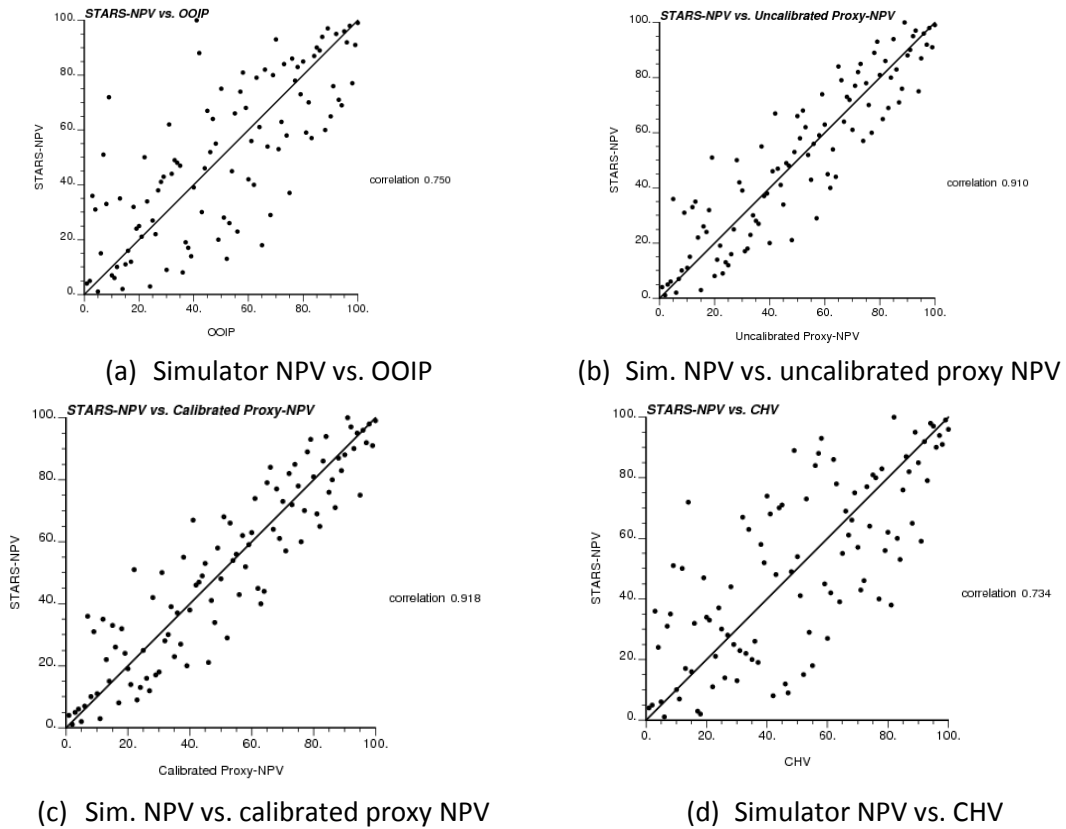 STARS-NPV vs. OOIP
100.
80.
60.
40.
20.
0.
0. 20. 40. 60. 80. 100.
STARS-NPV
OOIP
correlation 0.750
(a) Simulator NPV vs. OOIP
STARS-NPV vs. Uncalibrated Proxy-NPV
100.
80.
60.
40.
20.
0.
0. 20. 40. 60. 80. 100.
STARS-NPV
Uncalibrated Proxy-NPV
correlation 0.910
(b) Sim. NPV vs. uncalibrated proxy NPV
STARS-NPV vs. Calibrated Proxy-NPV
100.
80.
60.
40.
20.
0.
0. 20. 40. 60. 80. 100.
STARS-NPV
Calibrated Proxy-NPV
correlation 0.918
(c) Sim. NPV vs. calibrated proxy NPV
STARS-NPV vs. CHV
100.
80.
60.
40.
20.
0.
0. 20. 40. 60. 80. 100.
STARS-NPV
CHV
correlation 0.734
(d) Simulator NPV vs. CHV